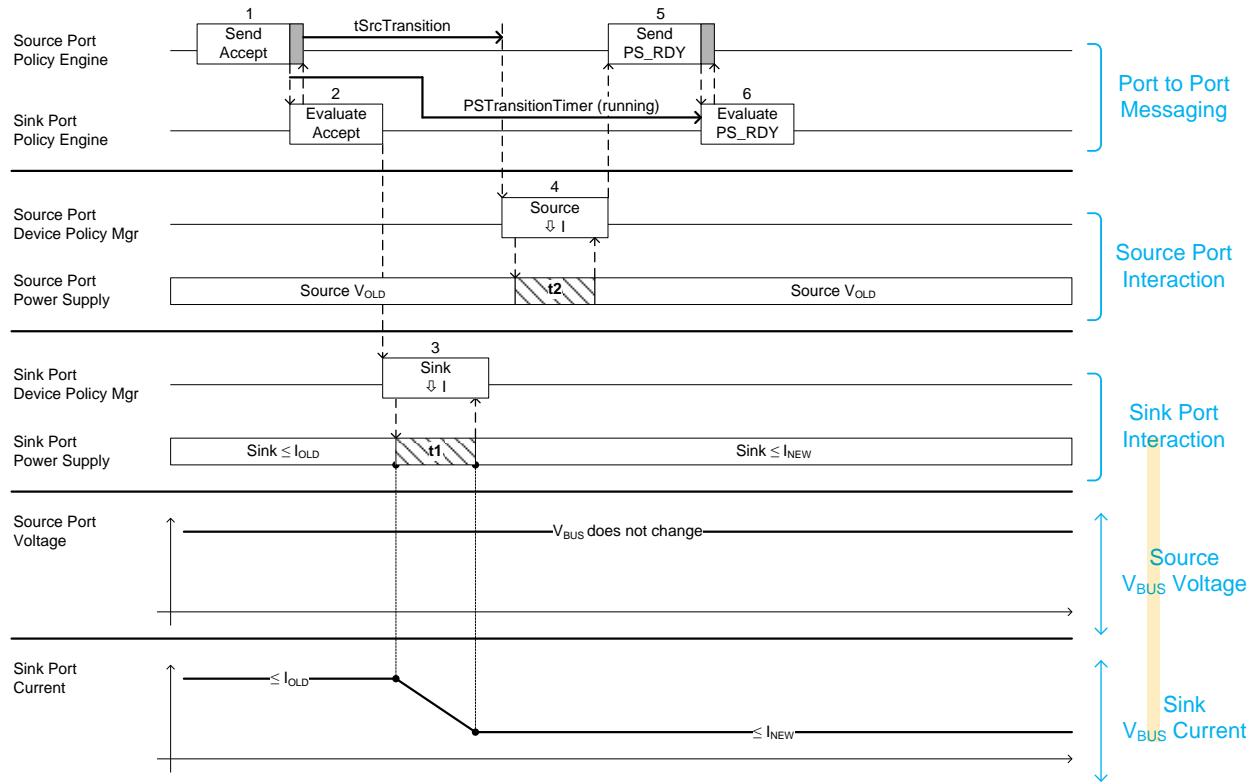 1
Send
Accept
tSrcTransition
5
Send
PS_RDY
Source Port
Policy Engine
Port to Port
Messaging
2
Evaluate
Accept
PSTransitionTimer (running)
6
Evaluate
PS_RDY
Sink Port
Policy Engine
4
Source
⇩ I
Source Port
Device Policy Mgr
Source Port
Interaction
Source Port
Power Supply
Source VOLD
t2
Source VOLD
3
Sink
⇩ I
Sink Port
Device Policy Mgr
Sink Port
Interaction
Sink Port
Power Supply
Sink ≤ IOLD
t1
Sink ≤ INEW
Source Port
Voltage
VBUS does not change
Source
VBUS Voltage
Sink Port
Current
≤ IOLD
≤ INEW
Sink
VBUS Current